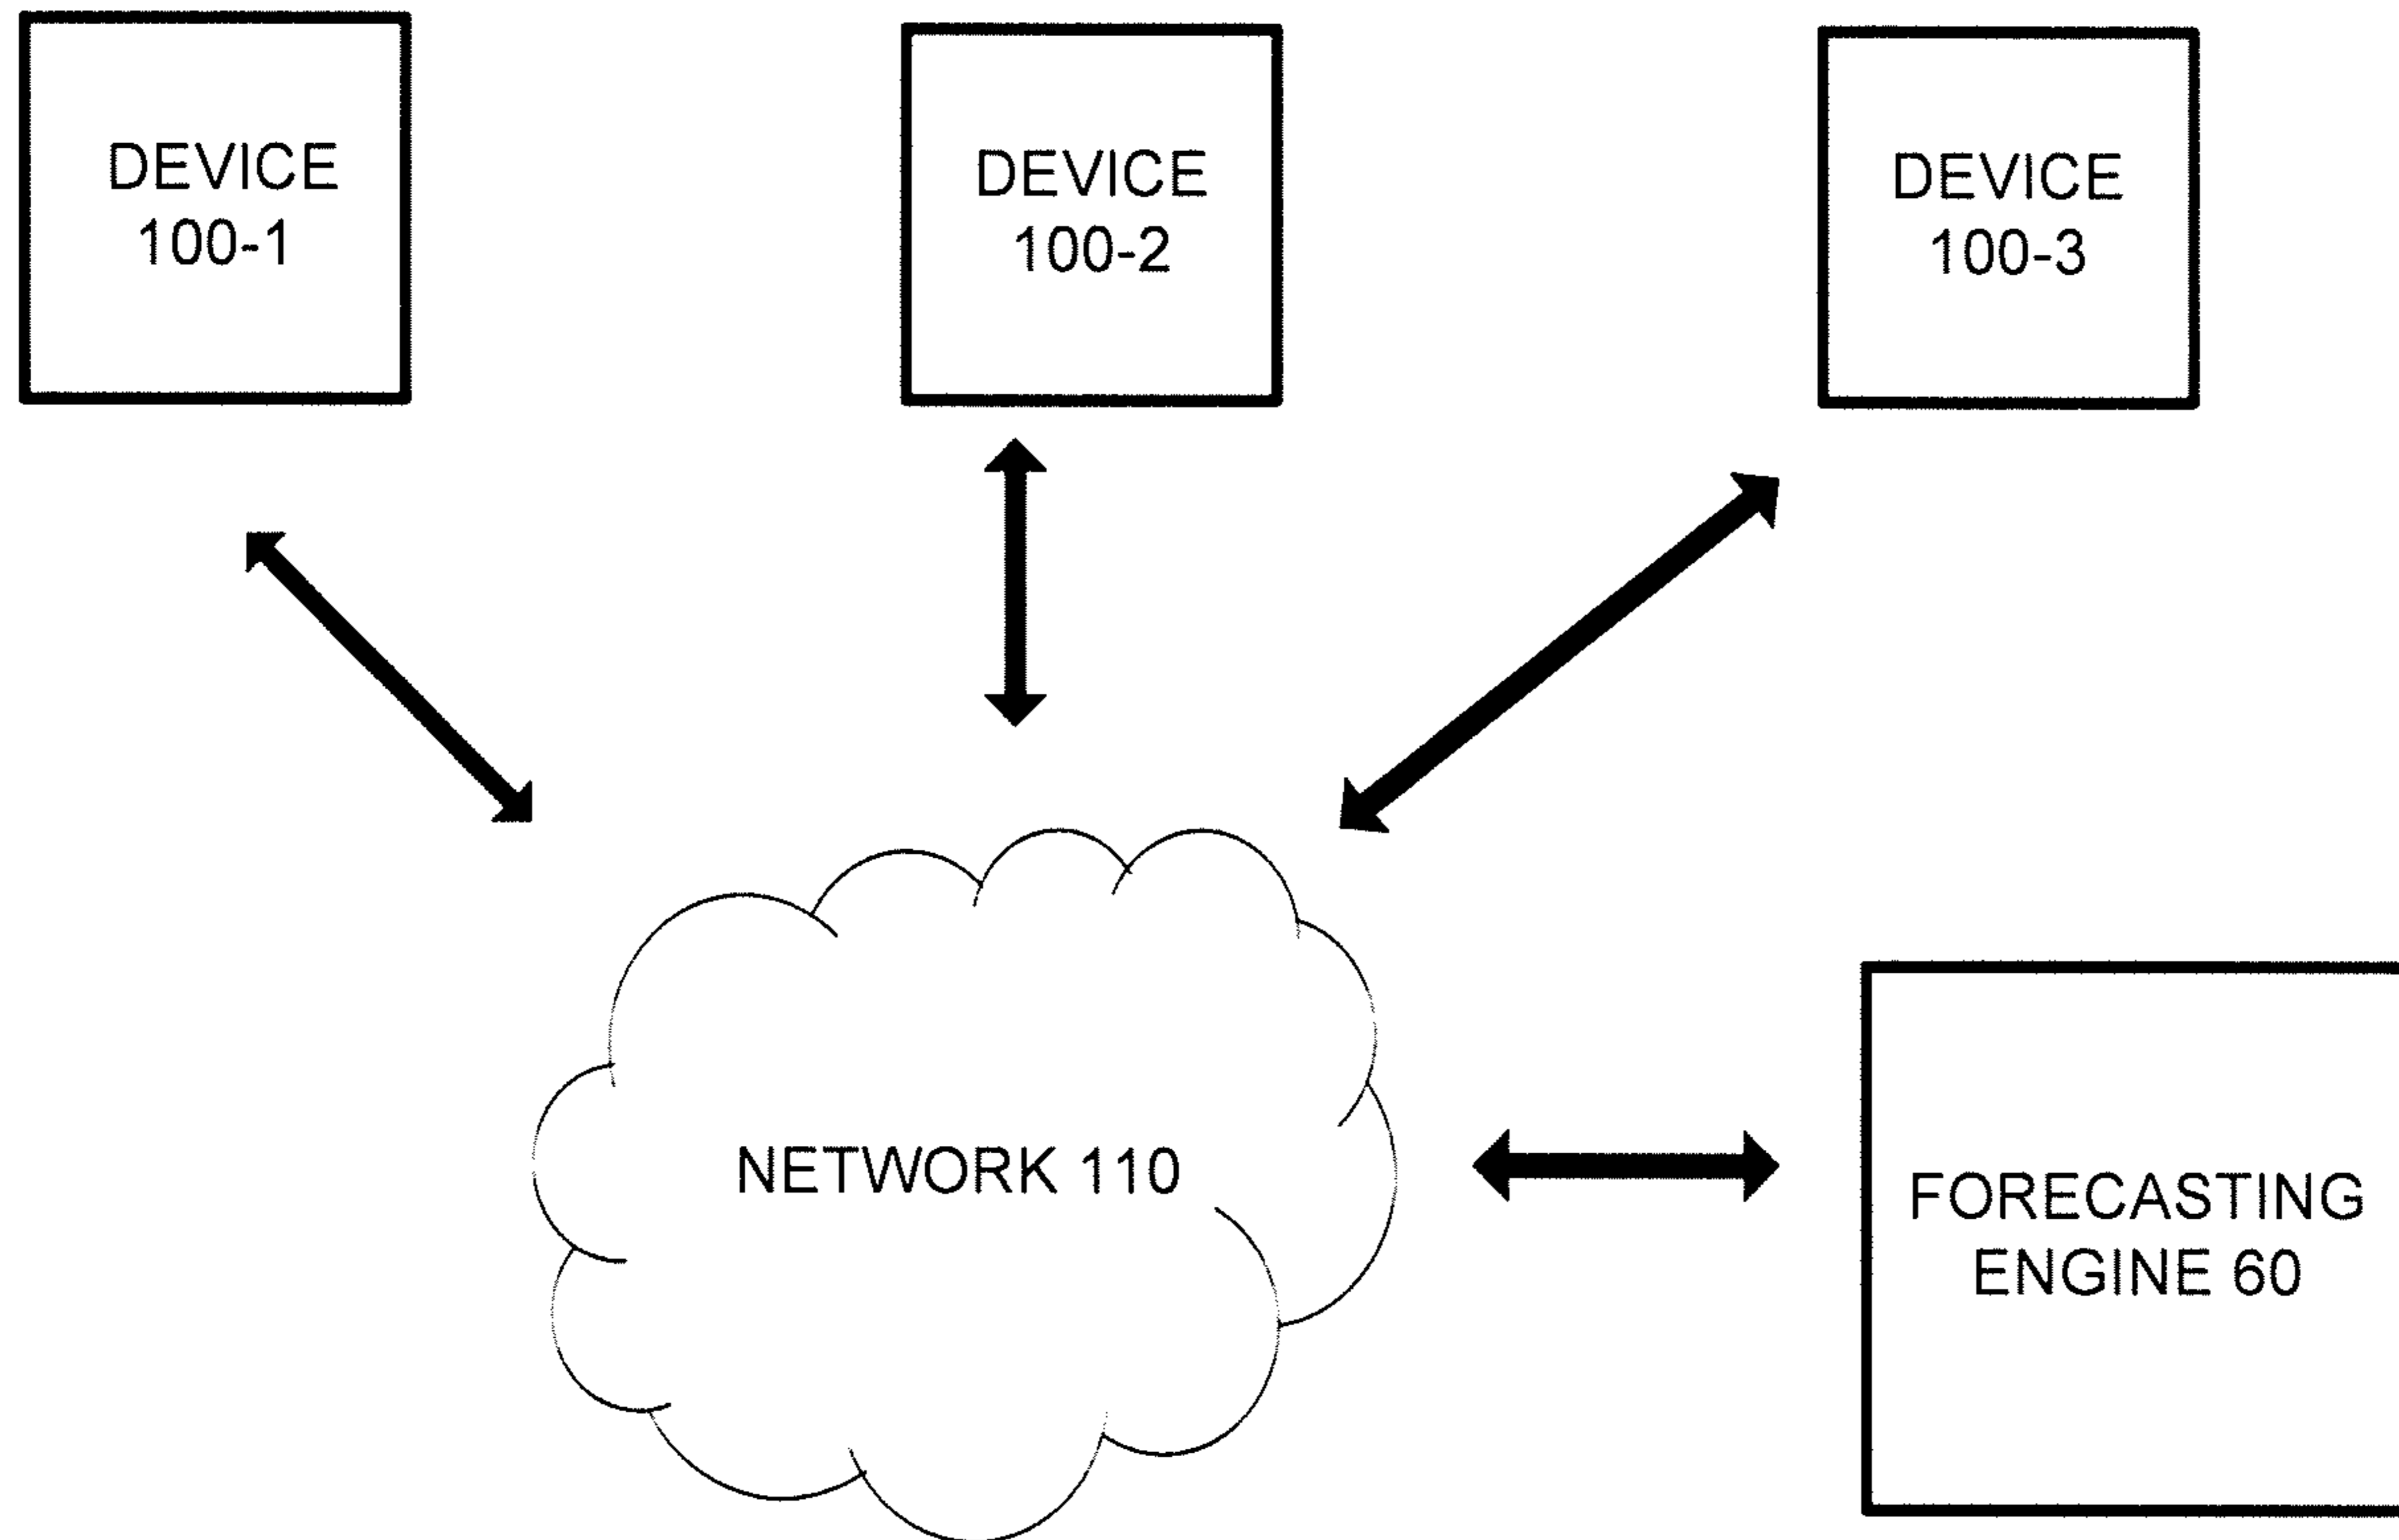 DEVICE
100-1
DEVICE
100-2
DEVICE
100-3
NETWORK 110
FORECASTING
ENGINE 60